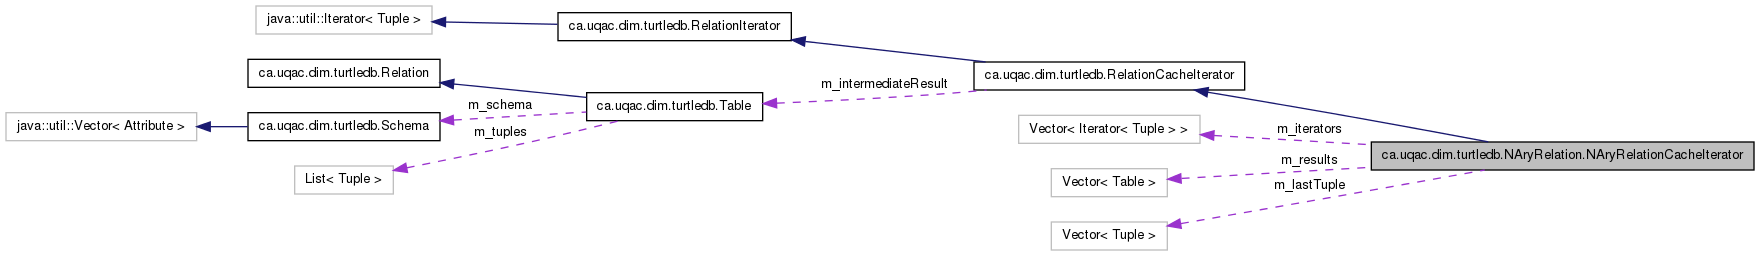 java::util::Iterator< Tuple >
ca.uqac.dim.turtledb.RelationIterator
ca.uqac.dim.turtledb.Relation
ca.uqac.dim.turtledb.RelationCacheIterator
m_intermediateResult
ca.uqac.dim.turtledb.Table
m_schema
java::util::Vector< Attribute >
ca.uqac.dim.turtledb.Schema
m_tuples
List< Tuple >
Vector< Iterator< Tuple > >
m_iterators
ca.uqac.dim.turtledb.NAryRelation.NAryRelationCacheIterator
m_results
Vector< Table >
m_lastTuple
Vector< Tuple >